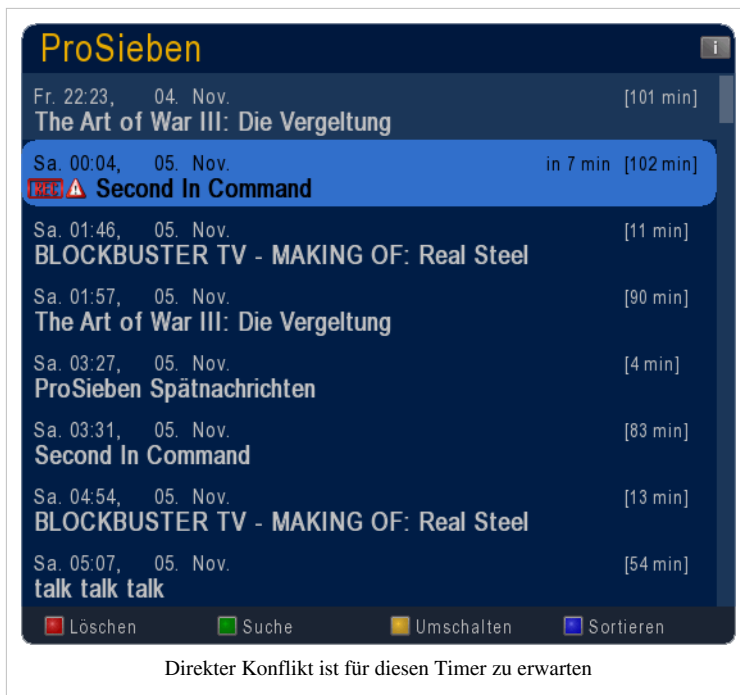 ProSieben
i
Fr. 22:23, 04. Nov. [101 min]
The Art of War III: Die Vergeltung
Sa. 00:04, 05. Nov. in 7 min [102 min]
REC Second In Command
Sa. 01:46, 05. Nov. [11 min]
BLOCKBUSTER TV - MAKING OF: Real Steel
Sa. 01:57, 05. Nov. [90 min]
The Art of War III: Die Vergeltung
Sa. 03:27, 05. Nov. [4 min]
ProSieben Spätnachrichten
Sa. 03:31, 05. Nov. [83 min]
Second In Command
Sa. 04:54, 05. Nov. [13 min]
BLOCKBUSTER TV - MAKING OF: Real Steel
Sa. 05:07, 05. Nov. [54 min]
talk talk talk
Löschen Suche Umschalten Sortieren
Direkter Konflikt ist für diesen Timer zu erwarten